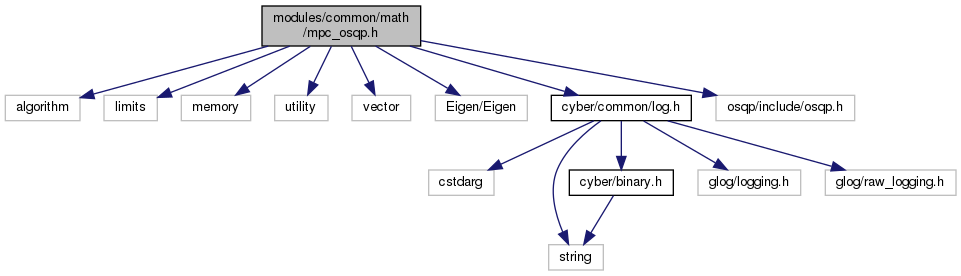 modules/common/math
/mpc_osqp.h
algorithm
limits
memory
utility
vector
Eigen/Eigen
cyber/common/log.h
osqp/include/osqp.h
cstdarg
cyber/binary.h
glog/logging.h
glog/raw_logging.h
string